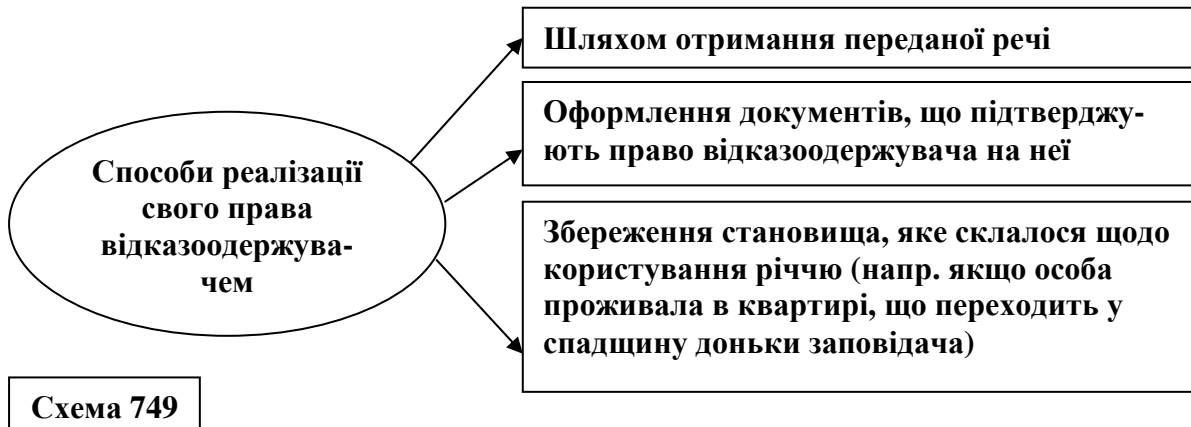 Способи реалізації
свого права
відказоодержува-
чем
Шляхом отримання переданої речі
Оформлення документів, що підтверджу-
ють право відказоодержувача на неї
Збереження становища, яке склалося щодо
користування річчю (напр. якщо особа
проживала в квартирі, що переходить у
спадщину доньки заповідача)
Схема 749